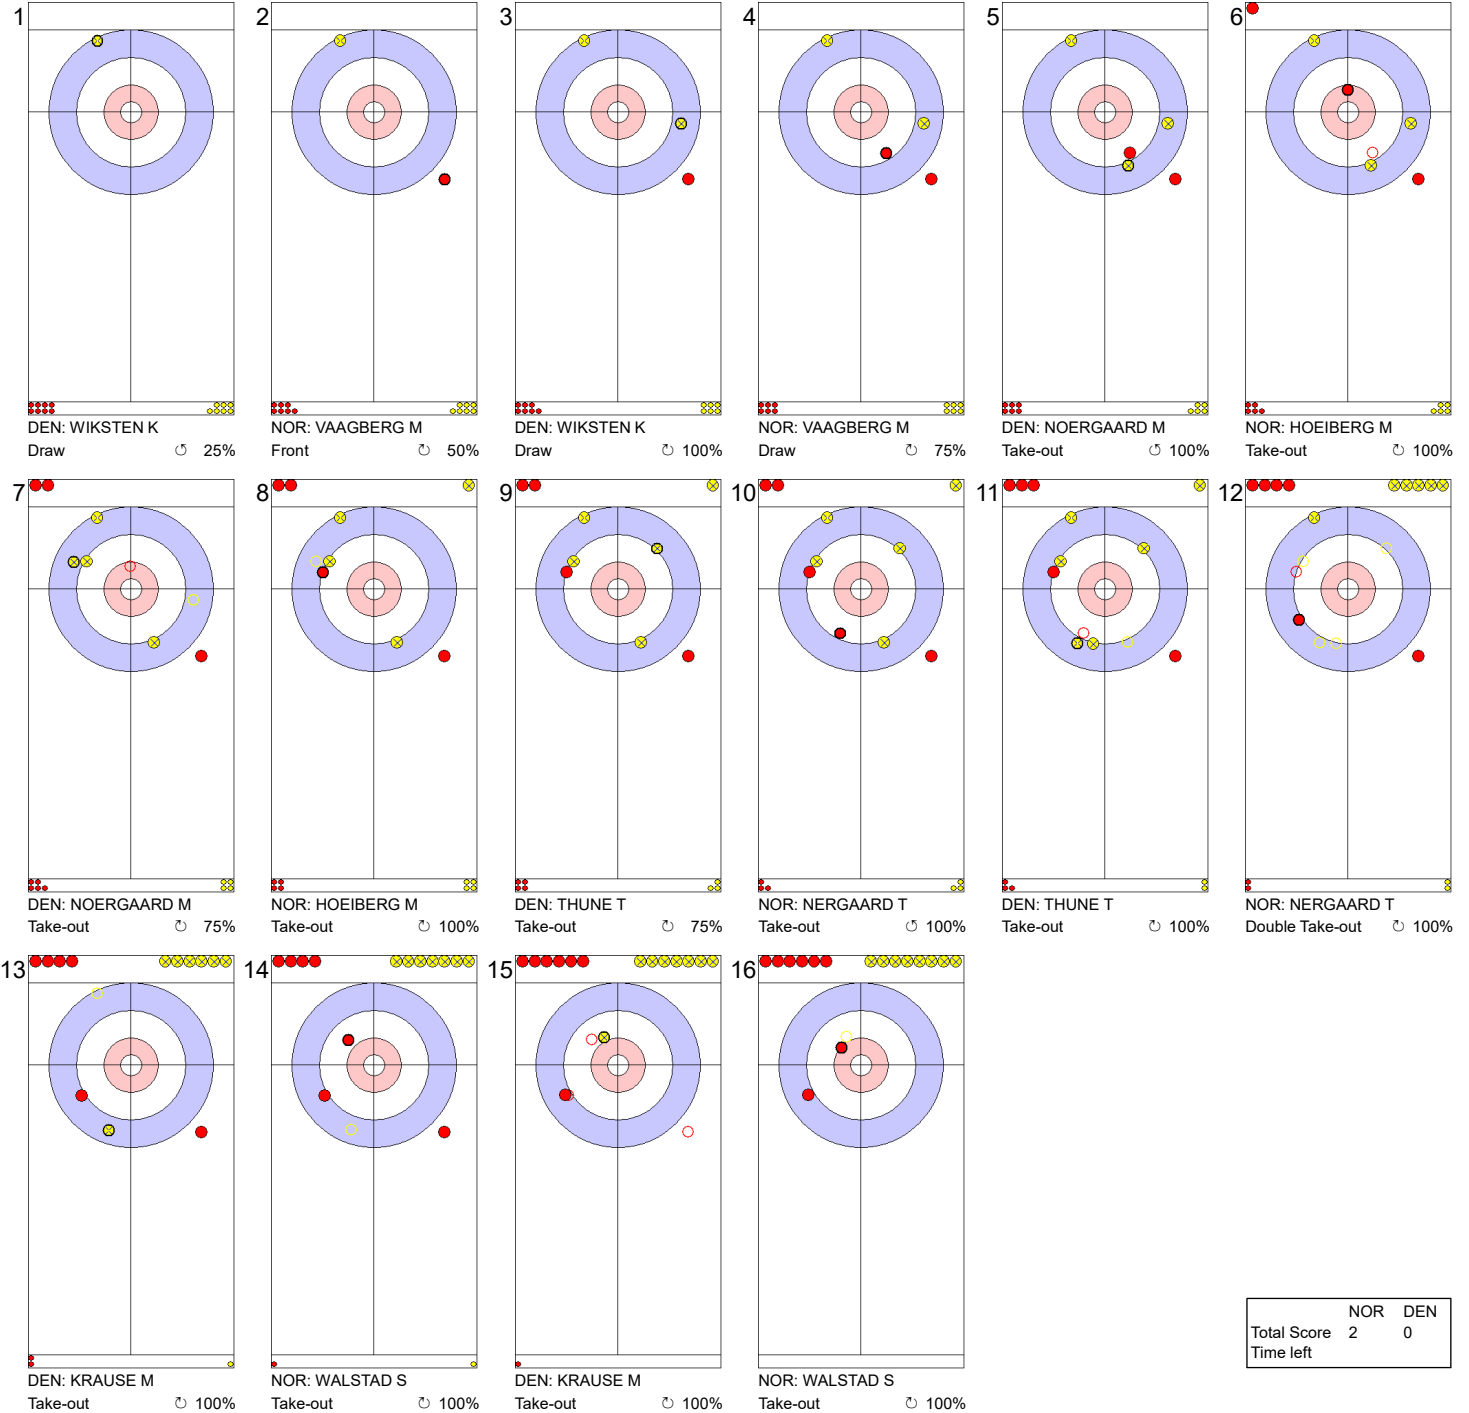 1 2 3 4 5 6
DEN: WIKSTEN K NOR: VAAGBERG M DEN: WIKSTEN K NOR: VAAGBERG M DEN: NOERGAARD M NOR: HOEIBERG M
Draw ↺ 25% Front ↻ 50% Draw ↻ 100% Draw ↻ 75% Take-out ↺ 100% Take-out ↻ 100%
7 8 9 10 11 12
DEN: NOERGAARD M NOR: HOEIBERG M DEN: THUNE T NOR: NERGAARD T DEN: THUNE T NOR: NERGAARD T
Take-out ↻ 75% Take-out ↻ 100% Take-out ↻ 75% Take-out ↺ 100% Take-out ↻ 100% Double Take-out ↻ 100%
13 14 15 16
NOR DEN
Total Score 2 0
Time left
DEN: KRAUSE M NOR: WALSTAD S DEN: KRAUSE M NOR: WALSTAD S
Take-out ↻ 100% Take-out ↻ 100% Take-out ↻ 100% Take-out ↻ 100%